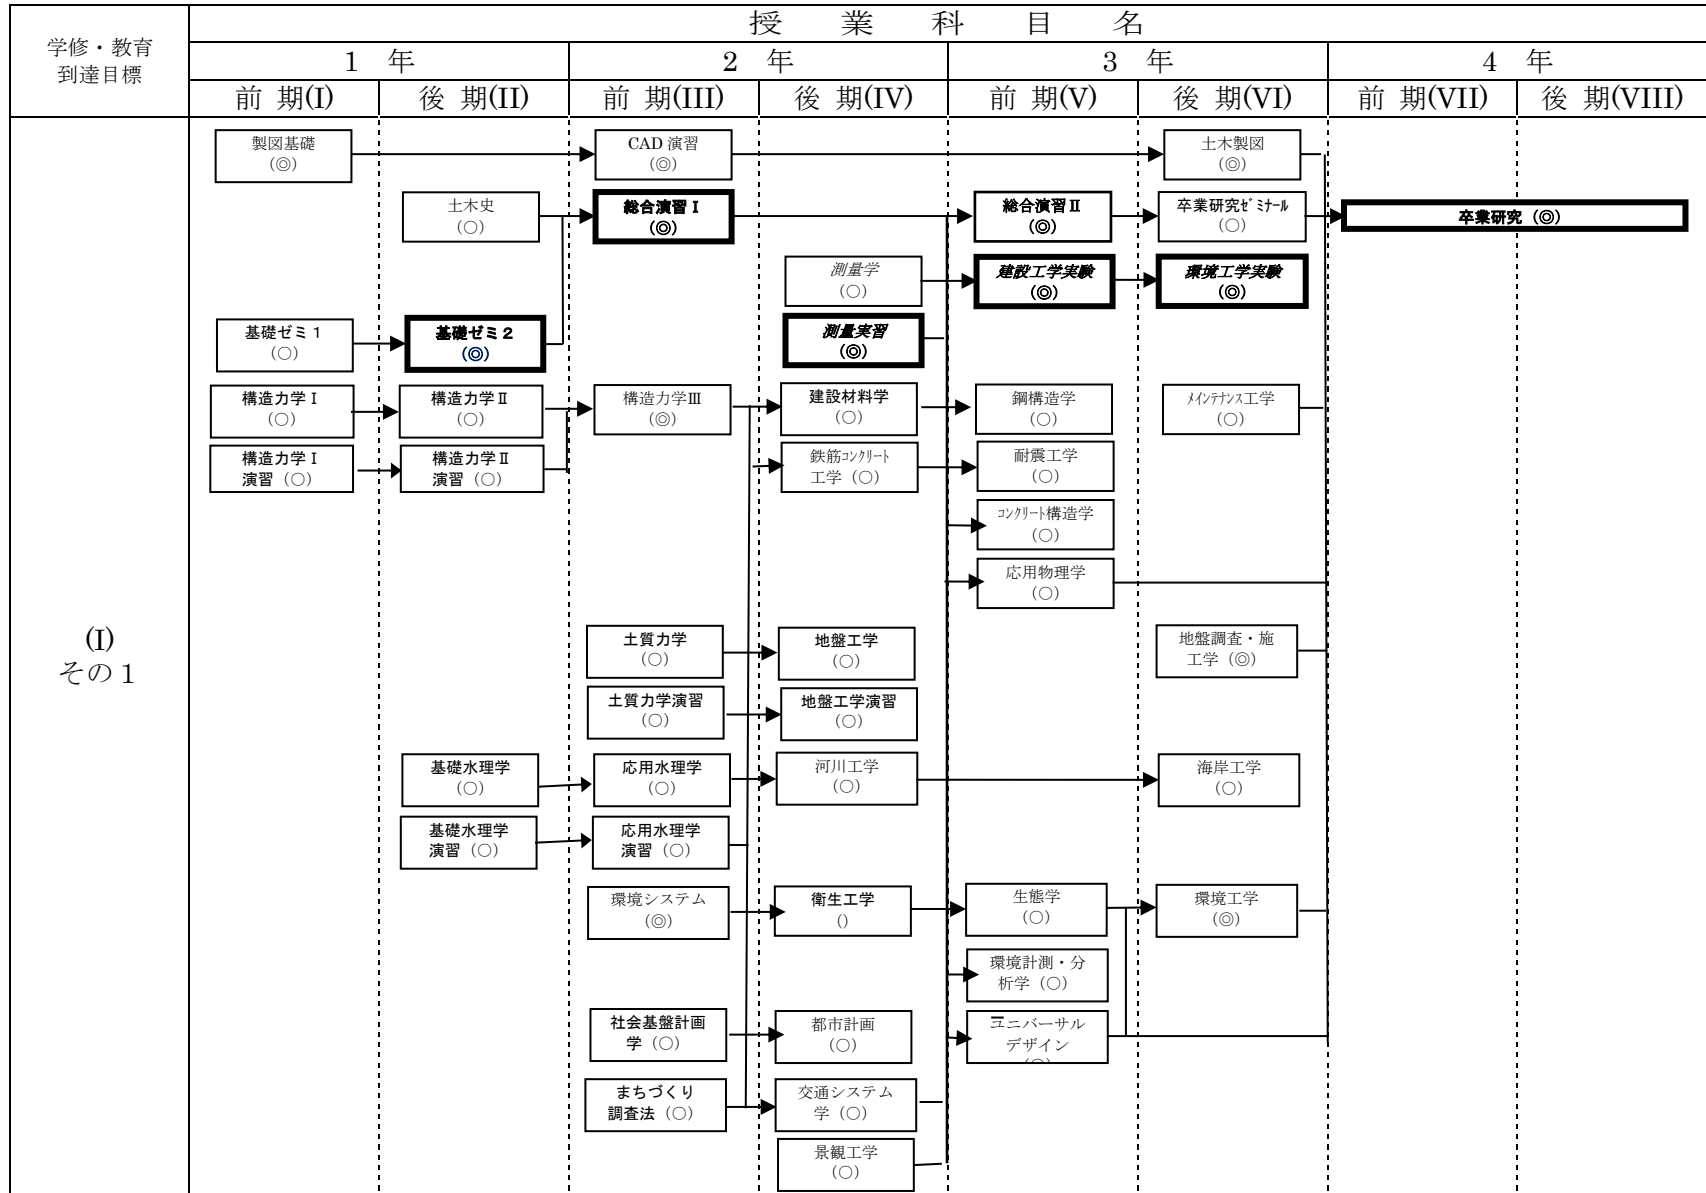 授　業　科　目　名
学修・教育
到達目標
1　年
2　年
3　年
4　年
前 期(I)
後 期(II)
前 期(III)
後 期(IV)
前 期(V)
後 期(VI)
前 期(VII)
後 期(VIII)
(I)
その１
製図基礎
(◎)
CAD 演習
(◎)
土木製図
(◎)
土木史
(○)
総合演習Ⅰ
(◎)
総合演習Ⅱ
(◎)
卒業研究ｾﾞﾐﾅｰﾙ
(○)
卒業研究 (◎)
測量学
(○)
建設工学実験
(◎)
環境工学実験
(◎)
基礎ゼミ１
(○)
基礎ゼミ２
(◎)
測量実習
(◎)
構造力学Ⅰ
(○)
構造力学Ⅱ
(○)
構造力学Ⅲ
(◎)
建設材料学
(○)
鋼構造学
(○)
ﾒｲﾝﾃﾅﾝｽ工学
(○)
構造力学Ⅰ
演習 (○)
構造力学Ⅱ
演習 (○)
鉄筋ｺﾝｸﾘｰﾄ
工学 (○)
耐震工学
(○)
ｺﾝｸﾘｰﾄ構造学
(○)
応用物理学
(○)
土質力学
(○)
地盤工学
(○)
地盤調査・施
工学 (◎)
土質力学演習
(○)
地盤工学演習
(○)
基礎水理学
(○)
応用水理学
(○)
河川工学
(○)
海岸工学
(○)
基礎水理学
演習 (○)
応用水理学
演習 (○)
環境システム
(◎)
衛生工学
()
生態学
(○)
環境工学
(◎)
環境計測・分
析学 (○)
社会基盤計画
学 (○)
都市計画
(○)
ユニバーサル
デザイン
(○)
まちづくり
調査法 (○)
交通システム
学 (○)
景観工学
(○)